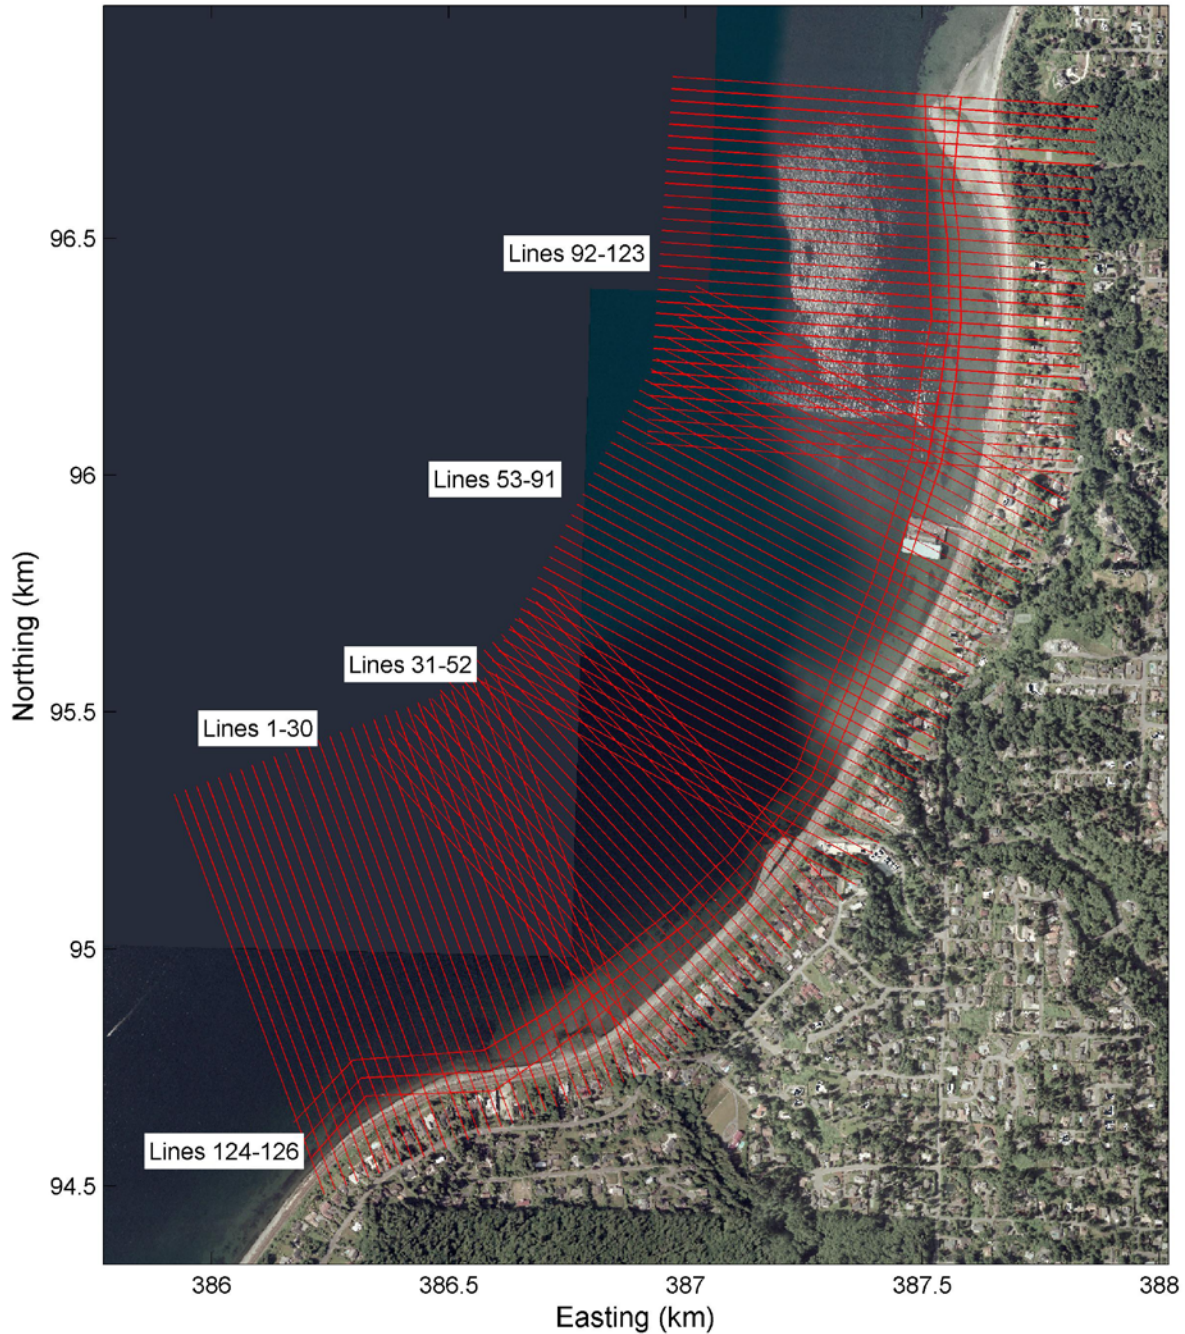 96.5
Lines 92-123
96
Lines 53-91
Northing (km)
Lines 31-52
95.5
Lines 1-30
95
Lines 124-126
94.5
386
386.5
387
387.5
388
Easting (km)